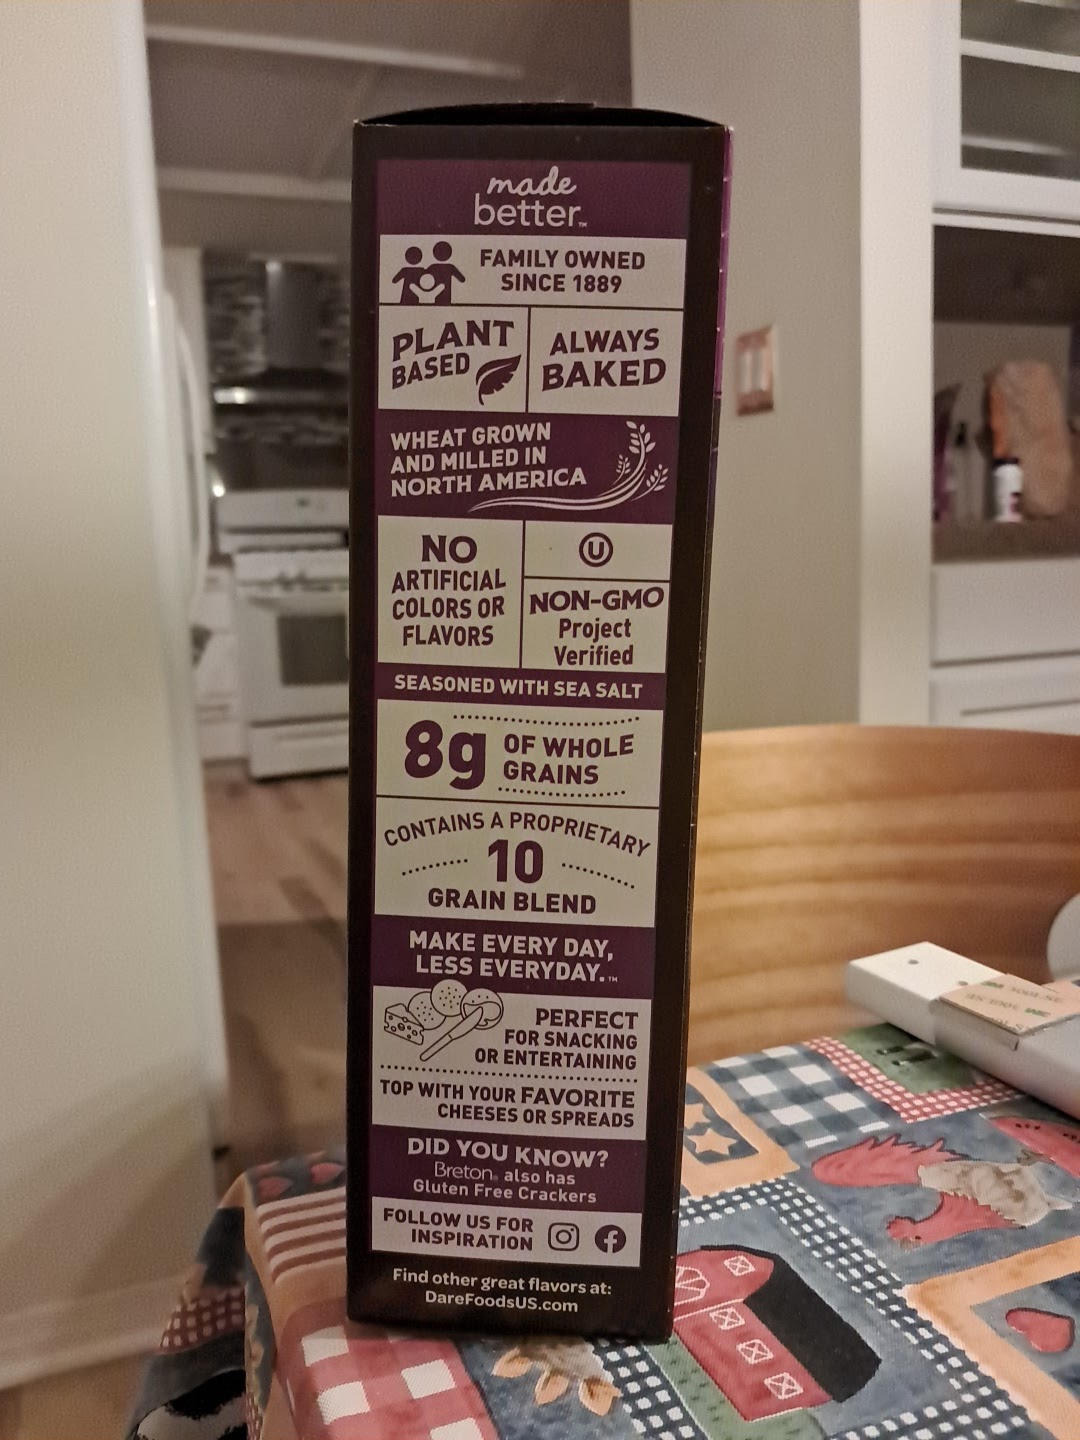 made
better™
FAMILY OWNED
SINCE 1889
PLANT
BASED
ALWAYS
BAKED
WHEAT GROWN
AND MILLED IN
NORTH AMERICA
NO
ARTIFICIAL
COLORS OR
FLAVORS
U
NON-GMO
Project
Verified
SEASONED WITH SEA SALT
8g OF WHOLE
GRAINS
CONTAINS A PROPRIETARY
10
GRAIN BLEND
MAKE EVERY DAY,
LESS EVERYDAY.™
PERFECT
FOR SNACKING
OR ENTERTAINING
TOP WITH YOUR FAVORITE
CHEESES OR SPREADS
DID YOU KNOW?
Breton® also has
Gluten Free Crackers
FOLLOW US FOR
INSPIRATION
Find other great flavors at:
DareFoodsUS.com